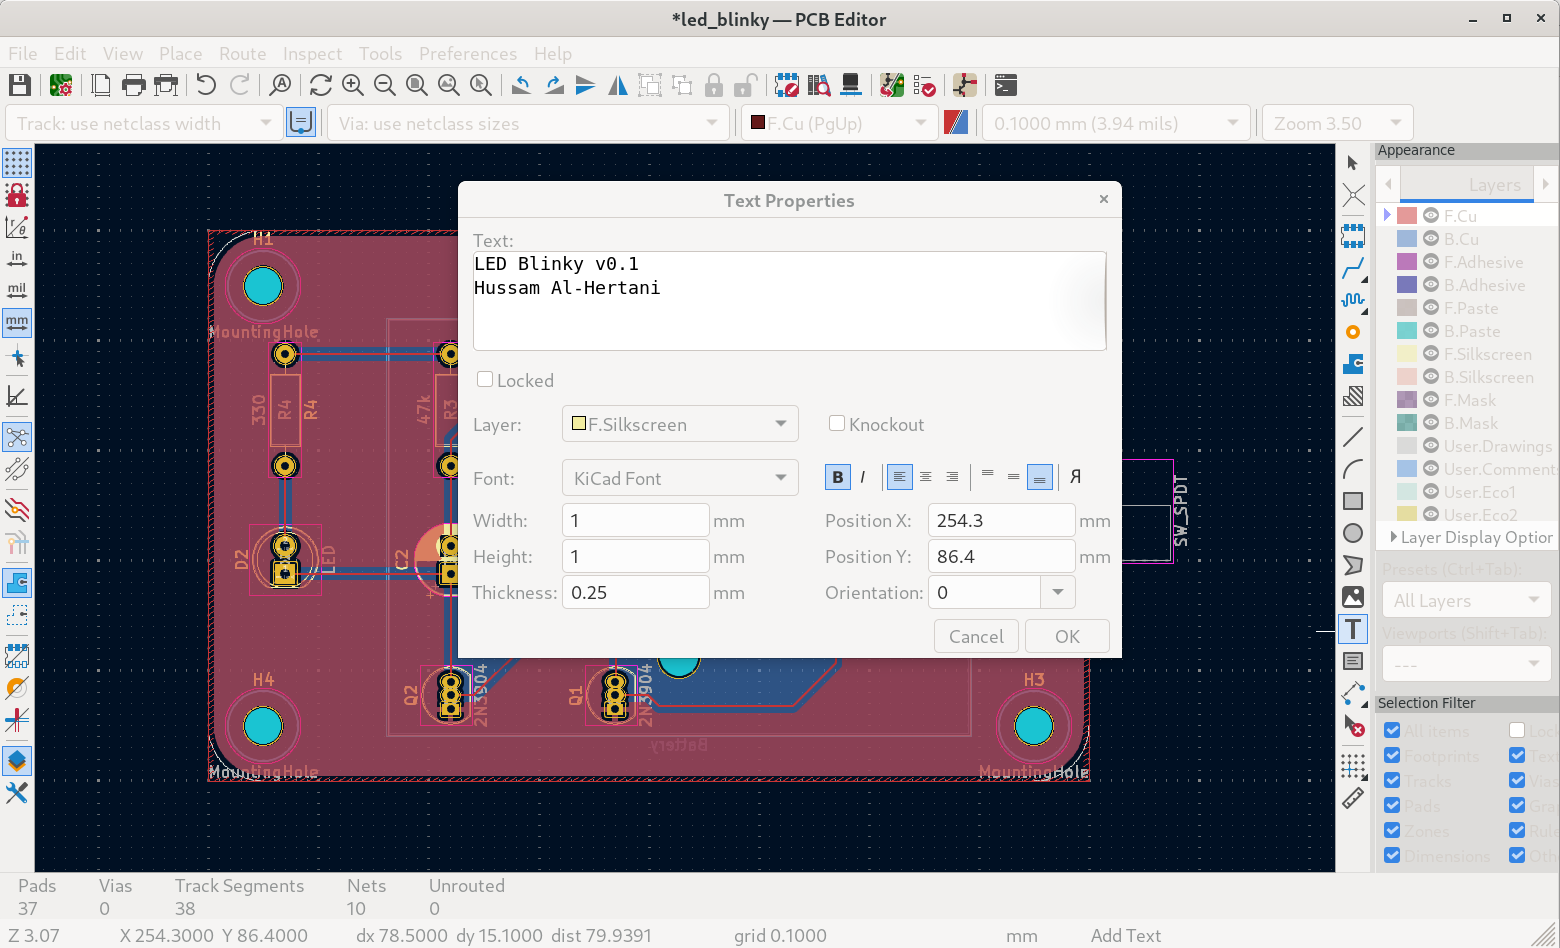 *led_blinky — PCB Editor
File Edit View Place Route Inspect Tools Preferences Help
Track: use netclass width
Via: use netclass sizes
F.Cu (PgUp)
0.1000 mm (3.94 mils)
Zoom 3.50
in
mil
mm
H1
MountingHole
330
R4
R4
47k
R3
D2
LED
C2
+
Q2
2N3904
Q1
2N3904
H4
MountingHole
Battery
H3
MountingHole
SW_SPDT
Text Properties
Text:
LED Blinky v0.1
Hussam Al-Hertani
Locked
Layer:
F.Silkscreen
Knockout
Font:
KiCad Font
B I
Я
Width: 1 mm
Position X: 254.3 mm
Height: 1 mm
Position Y: 86.4 mm
Thickness: 0.25 mm
Orientation: 0
Cancel
OK
T
Appearance
Layers
F.Cu
B.Cu
F.Adhesive
B.Adhesive
F.Paste
B.Paste
F.Silkscreen
B.Silkscreen
F.Mask
B.Mask
User.Drawings
User.Comment
User.Eco1
User.Eco2
Layer Display Option
Presets (Ctrl+Tab):
All Layers
Viewports (Shift+Tab):
---
Selection Filter
All Items Lock
Footprints Text
Tracks Vias
Pads Gra
Zones Rule
Dimensions Oth
Pads Vias Track Segments Nets Unrouted
37 0 38 10 0
Z 3.07 X 254.3000 Y 86.4000 dx 78.5000 dy 15.1000 dist 79.9391 grid 0.1000 mm Add Text